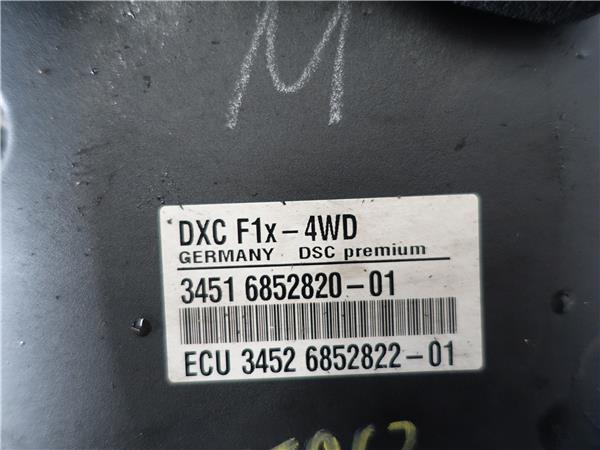 M
DXC F1x-4WD
GERMANY DSC premium
3451 6852820-01
ECU 3452 6852822-01